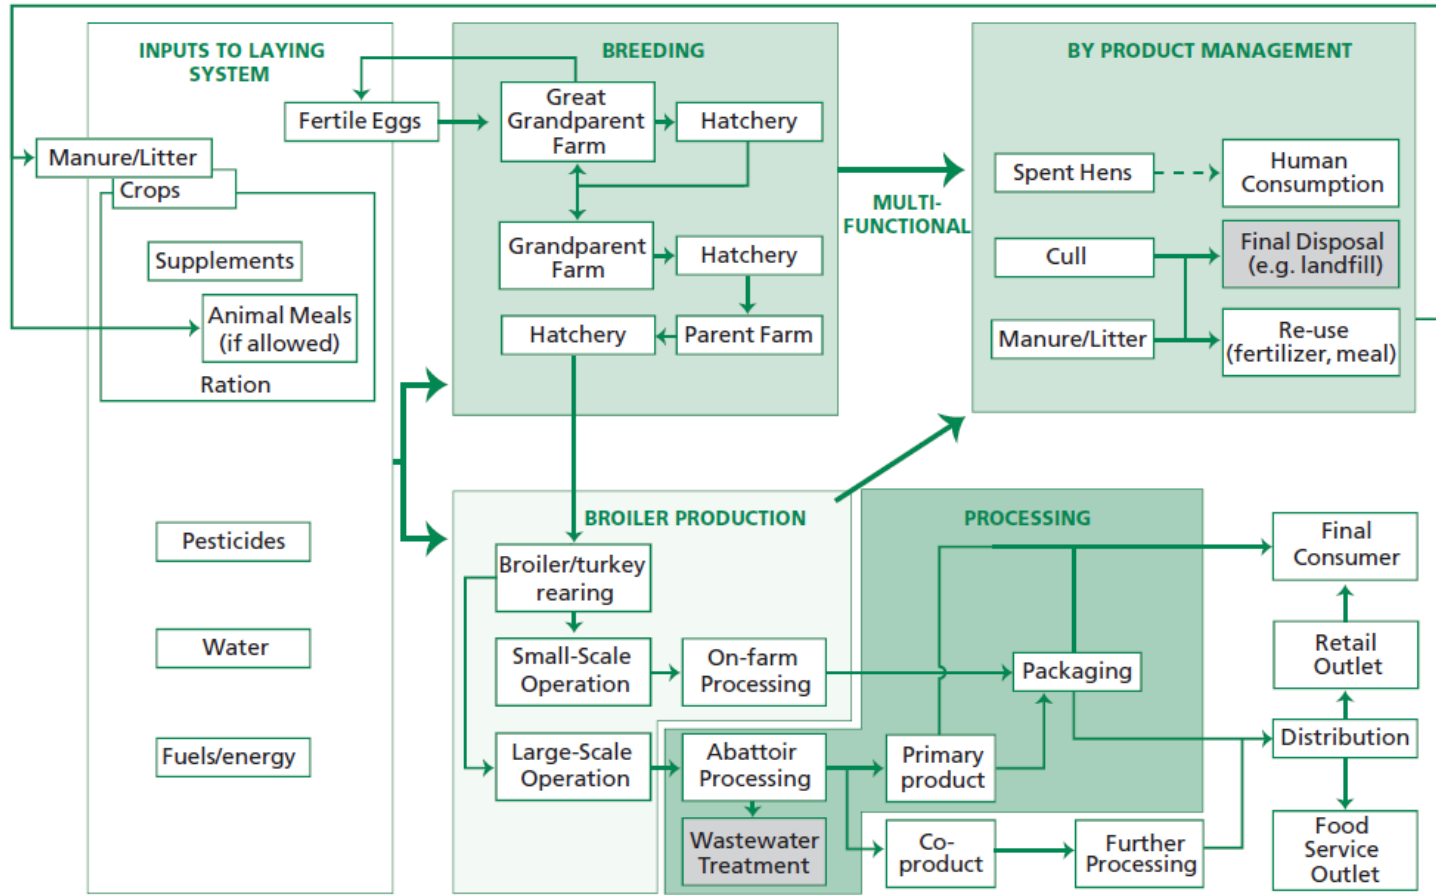 INPUTS TO LAYING
SYSTEM
Fertile Eggs
Manure/Litter
Crops
Supplements
Animal Meals
(if allowed)
Ration
Pesticides
Water
Fuels/energy
BREEDING
Great
Grandparent
Farm
Hatchery
Grandparent
Farm
Hatchery
Hatchery
Parent Farm
MULTI-
FUNCTIONAL
BY PRODUCT MANAGEMENT
Spent Hens
Human
Consumption
Cull
Final Disposal
(e.g. landfill)
Manure/Litter
Re-use
(fertilizer, meal)
BROILER PRODUCTION
Broiler/turkey
rearing
Small-Scale
Operation
On-farm
Processing
Large-Scale
Operation
PROCESSING
Packaging
Abattoir
Processing
Primary
product
Wastewater
Treatment
Co-
product
Further
Processing
Final
Consumer
Retail
Outlet
Distribution
Food
Service
Outlet